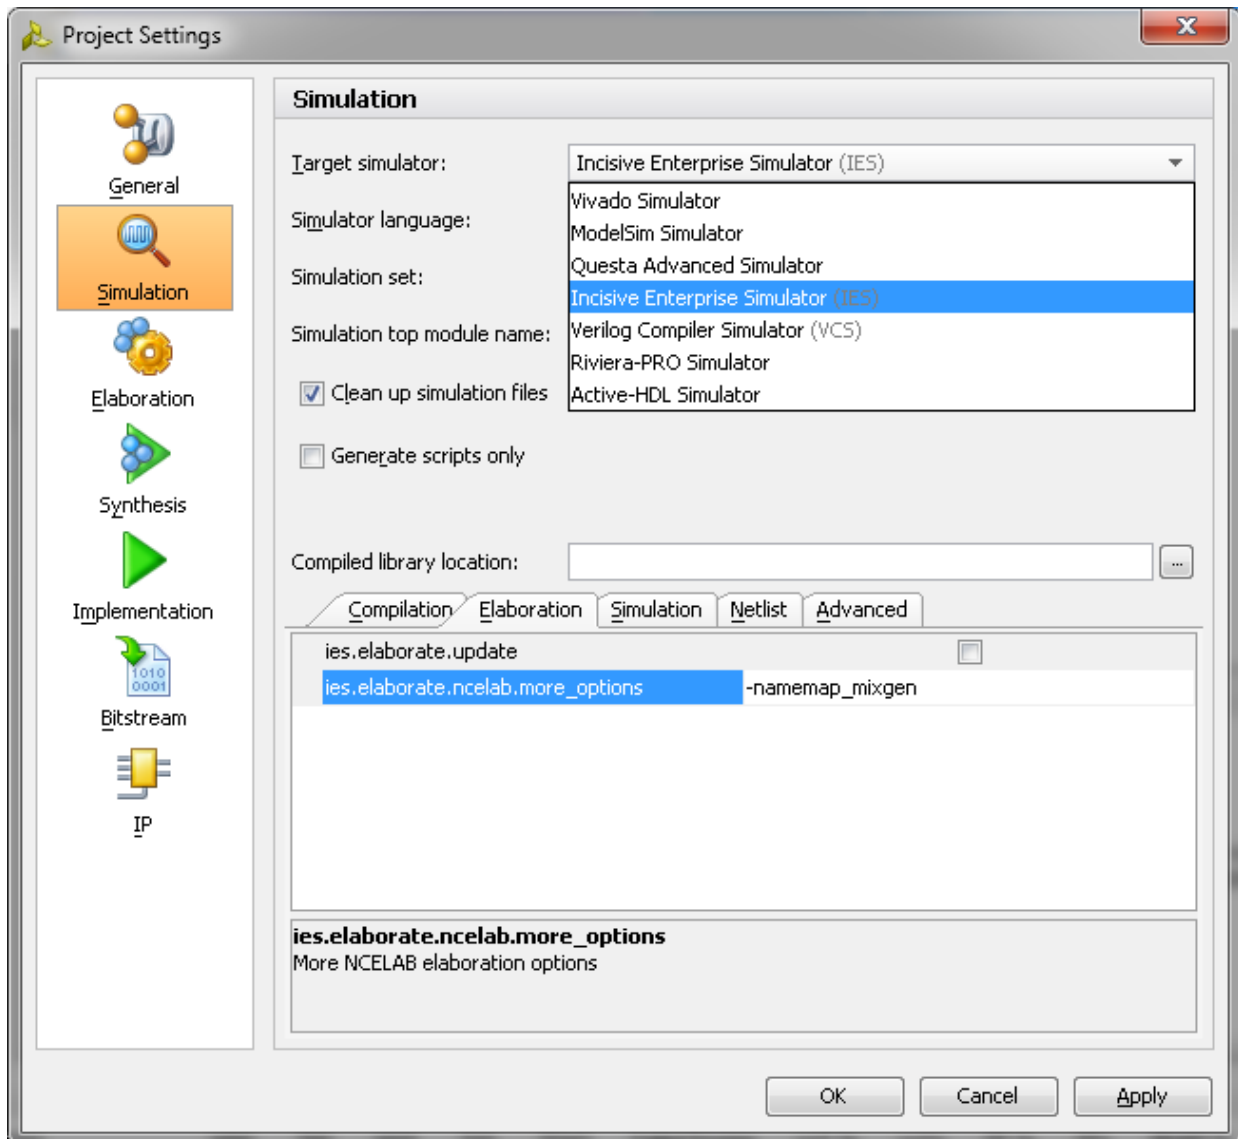 Project Settings
General
Simulation
Elaboration
Synthesis
Implementation
1010
0001
Bitstream
IP
Simulation
Target simulator: Incisive Enterprise Simulator (IES)
Vivado Simulator
Simulator language:
ModelSim Simulator
Questa Advanced Simulator
Simulation set:
Incisive Enterprise Simulator (IES)
Simulation top module name:
Verilog Compiler Simulator (VCS)
Riviera-PRO Simulator
Clean up simulation files
Active-HDL Simulator
Generate scripts only
Compiled library location: ...
Compilation Elaboration Simulation Netlist Advanced
ies.elaborate.update
ies.elaborate.ncelab.more_options -namemap_mixgen
ies.elaborate.ncelab.more_options
More NCELAB elaboration options
OK Cancel Apply